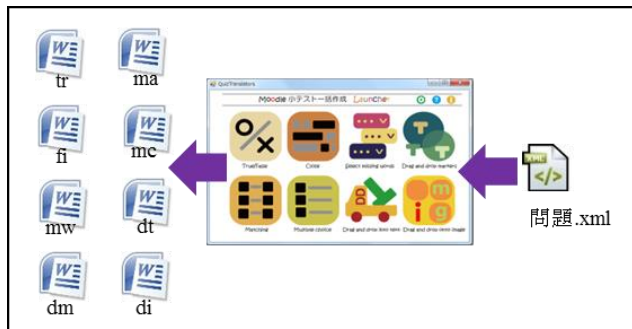 tr
ma
fi
mc
mw
dt
dm
di
QuizTranslators
Moodle 小テスト一括作成 Launcher
True/False
Cloze
Select missing words
Drag and drop markers
Matching
Multiple choice
Drag and drop into text
Drag and drop onto image
T
T
T
m
i
g
XML
問題.xml